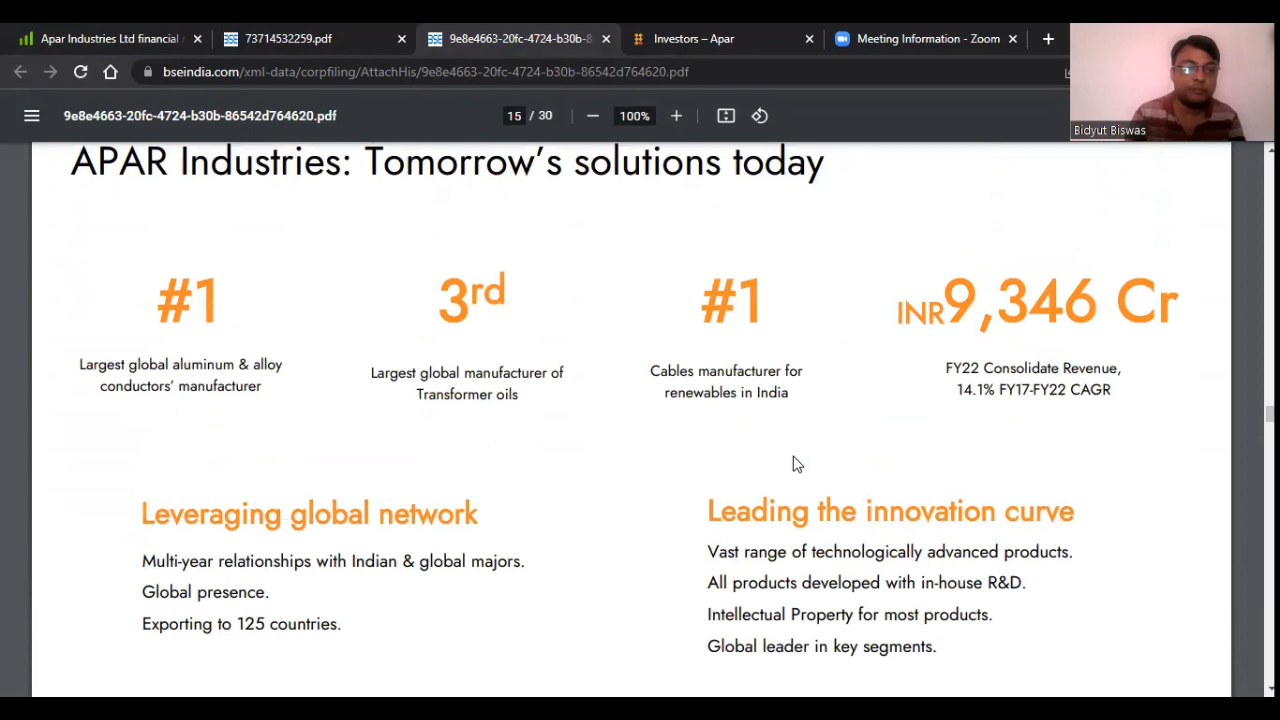 Apar Industries Ltd financial
73714532259.pdf
9e8e4663-20fc-4724-b30b-8
Investors – Apar
Meeting Information - Zoom
bseindia.com/xml-data/corpfiling/AttachHis/9e8e4663-20fc-4724-b30b-86542d764620.pdf
9e8e4663-20fc-4724-b30b-86542d764620.pdf
15 / 30
100%
Bidyut Biswas
APAR Industries: Tomorrow’s solutions today
#1
Largest global aluminum & alloy
conductors’ manufacturer
3rd
Largest global manufacturer of
Transformer oils
#1
Cables manufacturer for
renewables in India
INR9,346 Cr
FY22 Consolidate Revenue,
14.1% FY17-FY22 CAGR
Leveraging global network
Multi-year relationships with Indian & global majors.
Global presence.
Exporting to 125 countries.
Leading the innovation curve
Vast range of technologically advanced products.
All products developed with in-house R&D.
Intellectual Property for most products.
Global leader in key segments.